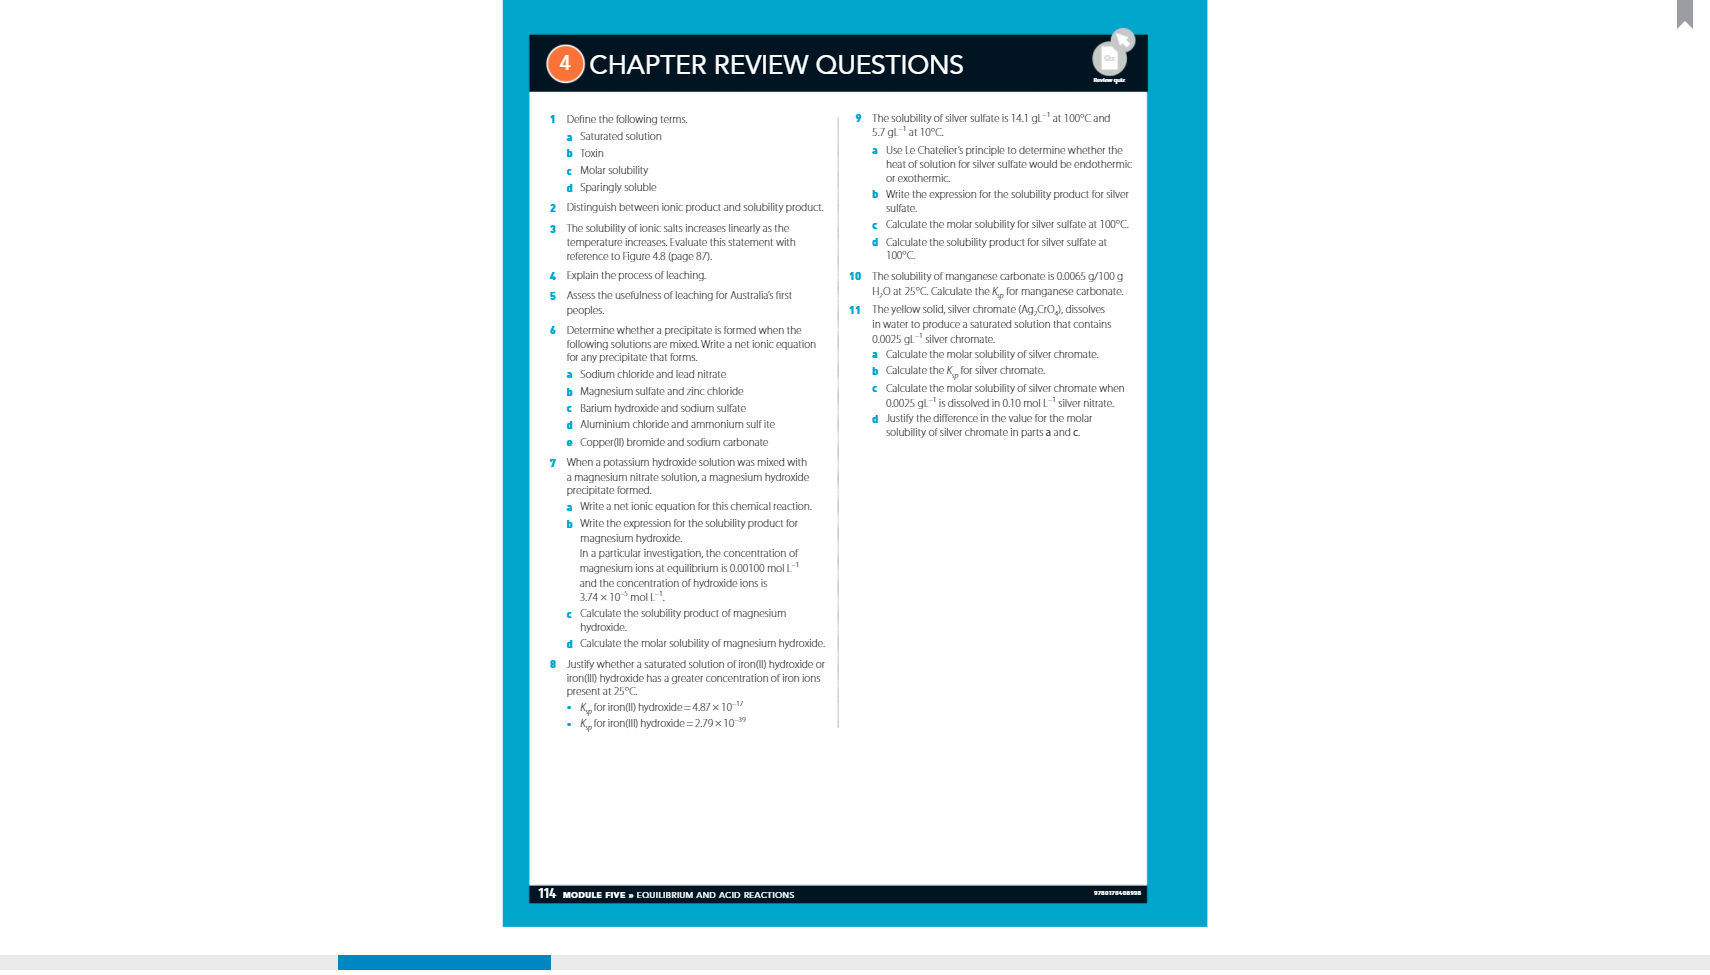 4 CHAPTER REVIEW QUESTIONS
Review quiz
1 Define the following terms.
a Saturated solution
b Toxin
c Molar solubility
d Sparingly soluble
2 Distinguish between ionic product and solubility product.
3 The solubility of ionic salts increases linearly as the
temperature increases. Evaluate this statement with
reference to Figure 4.8 (page 87).
4 Explain the process of leaching.
5 Assess the usefulness of leaching for Australia's first
peoples.
6 Determine whether a precipitate is formed when the
following solutions are mixed. Write a net ionic equation
for any precipitate that forms.
a Sodium chloride and lead nitrate
b Magnesium sulfate and zinc chloride
c Barium hydroxide and sodium sulfate
d Aluminium chloride and ammonium sulf ite
e Copper(II) bromide and sodium carbonate
7 When a potassium hydroxide solution was mixed with
a magnesium nitrate solution, a magnesium hydroxide
precipitate formed.
a Write a net ionic equation for this chemical reaction.
b Write the expression for the solubility product for
magnesium hydroxide.
In a particular investigation, the concentration of
magnesium ions at equilibrium is 0.00100 mol L⁻¹
and the concentration of hydroxide ions is
3.74 × 10⁻⁵ mol L⁻¹.
c Calculate the solubility product of magnesium
hydroxide.
d Calculate the molar solubility of magnesium hydroxide.
8 Justify whether a saturated solution of iron(II) hydroxide or
iron(III) hydroxide has a greater concentration of iron ions
present at 25°C.
• Ksp for iron(II) hydroxide = 4.87 × 10⁻¹⁷
• Ksp for iron(III) hydroxide = 2.79 × 10⁻³⁹
9 The solubility of silver sulfate is 14.1 gL⁻¹ at 100°C and
5.7 gL⁻¹ at 10°C.
a Use Le Chatelier's principle to determine whether the
heat of solution for silver sulfate would be endothermic
or exothermic.
b Write the expression for the solubility product for silver
sulfate.
c Calculate the molar solubility for silver sulfate at 100°C.
d Calculate the solubility product for silver sulfate at
100°C.
10 The solubility of manganese carbonate is 0.0065 g/100 g
H₂O at 25°C. Calculate the Ksp for manganese carbonate.
11 The yellow solid, silver chromate (Ag₂CrO₄), dissolves
in water to produce a saturated solution that contains
0.0025 gL⁻¹ silver chromate.
a Calculate the molar solubility of silver chromate.
b Calculate the Ksp for silver chromate.
c Calculate the molar solubility of silver chromate when
0.0025 gL⁻¹ is dissolved in 0.10 mol L⁻¹ silver nitrate.
d Justify the difference in the value for the molar
solubility of silver chromate in parts a and c.
114 MODULE FIVE » EQUILIBRIUM AND ACID REACTIONS
9780170408998